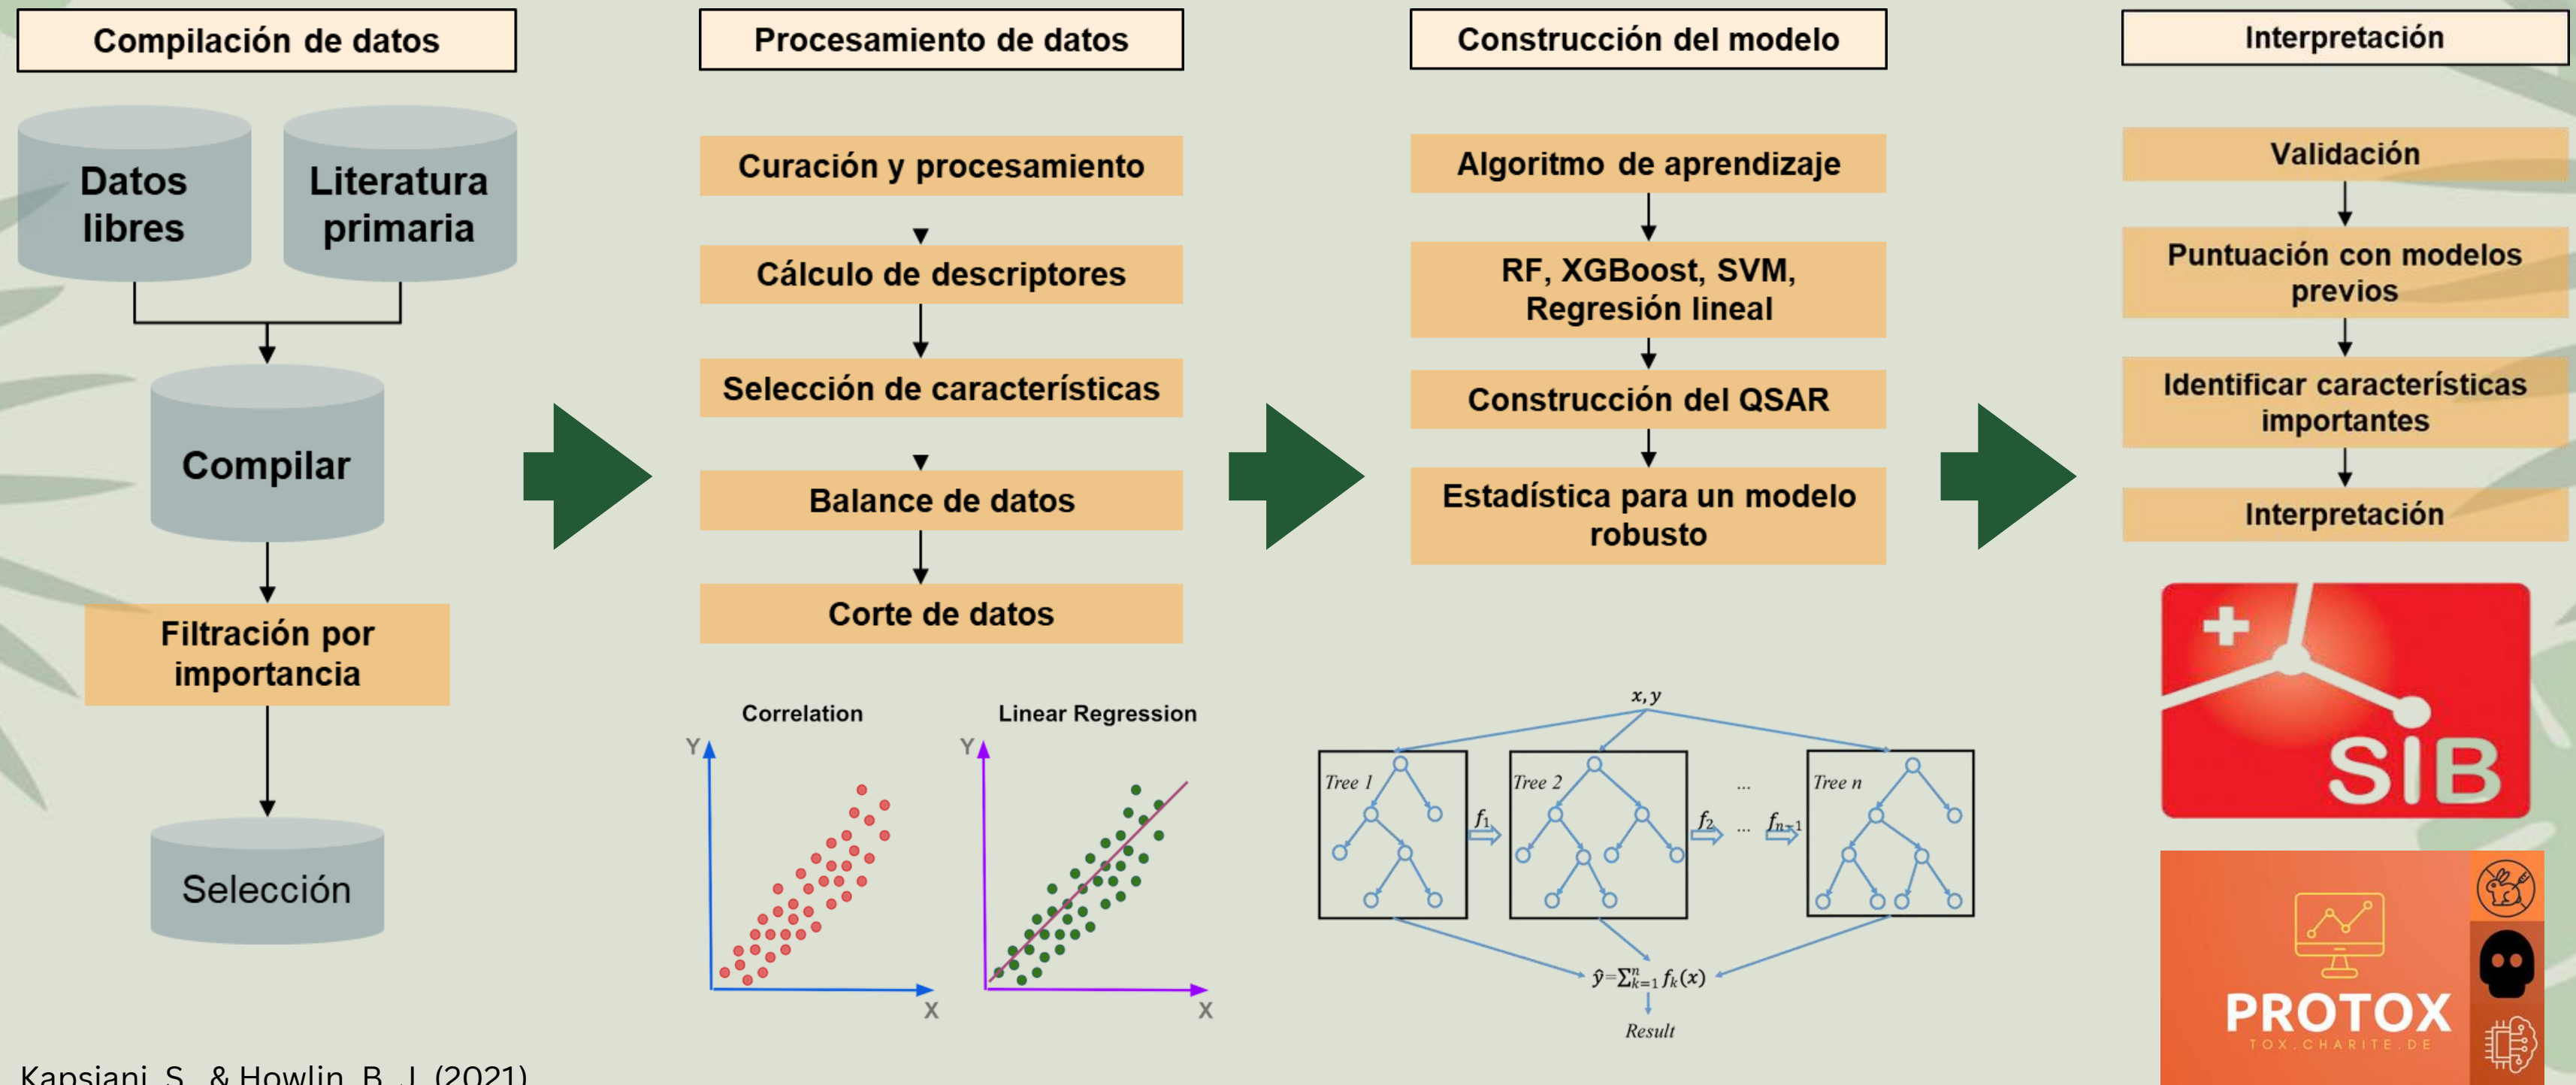 Compilación de datos
Datos
libres
Literatura
primaria
Compilar
Filtración por
importancia
Selección
Procesamiento de datos
Curación y procesamiento
Cálculo de descriptores
Selección de características
Balance de datos
Corte de datos
Correlation
Y
X
Linear Regression
Y
X
Construcción del modelo
Algoritmo de aprendizaje
RF, XGBoost, SVM,
Regresión lineal
Construcción del QSAR
Estadística para un modelo
robusto
x, y
Tree 1
f₁
Tree 2
f₂
...
...
fₙ₋₁
Tree n
ŷ=∑ⁿₖ₌₁ fₖ(x)
Result
Interpretación
Validación
Puntuación con modelos
previos
Identificar características
importantes
Interpretación
SIB
PROTOX
TOX.CHARITE.DE
Kapsiani, S., & Howlin, B. J. (2021)